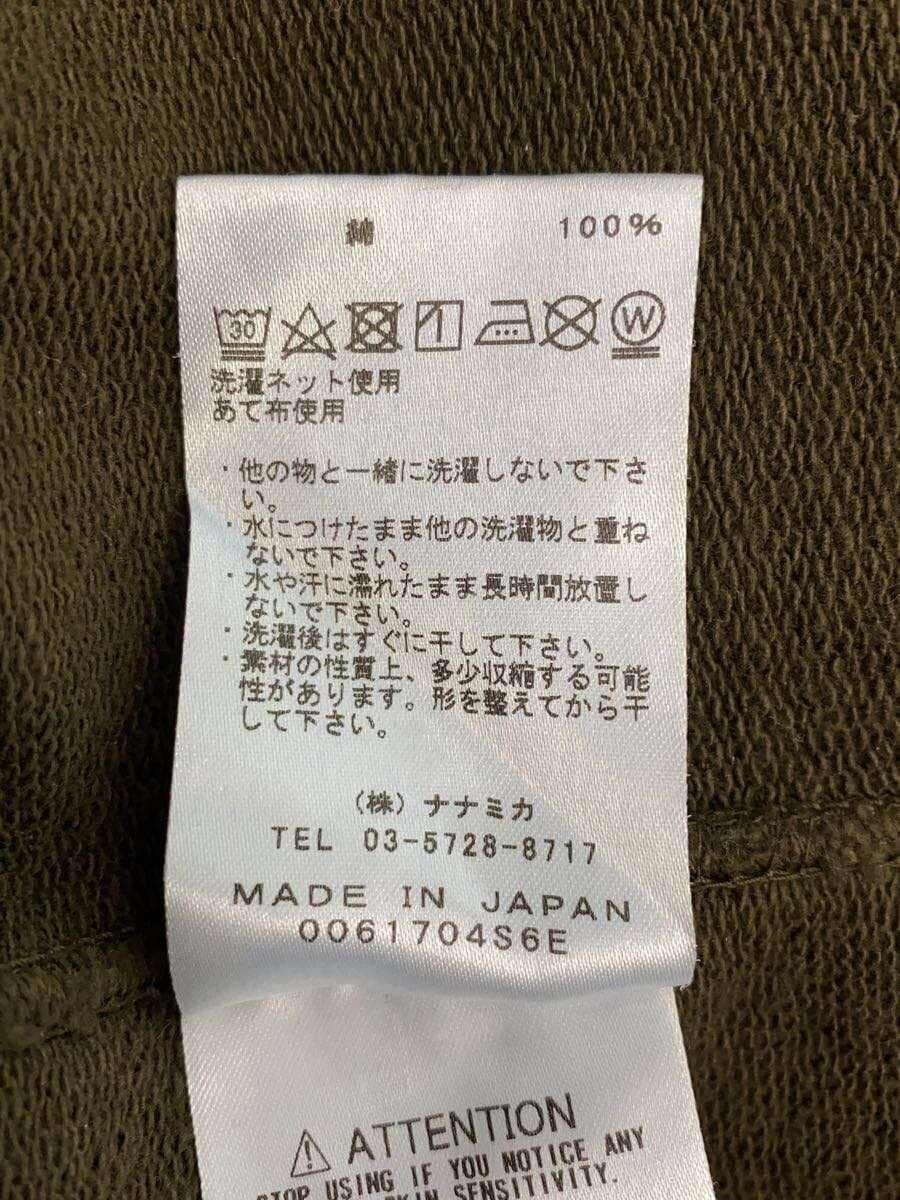 綿 100%
30 W
洗濯ネット使用
あて布使用
・他の物と一緒に洗濯しないで下さ
い。
・水につけたまま他の洗濯物と重ね
ないで下さい。
・水や汗に濡れたまま長時間放置し
ないで下さい。
・洗濯後はすぐに干して下さい。
・素材の性質上、多少収縮する可能
性があります。形を整えてから干
して下さい。
(株) ナナミカ
TEL 03-5728-8717
MADE IN JAPAN
0061704S6E
ATTENTION
STOP USING IF YOU NOTICE ANY
SKIN SENSITIVITY.